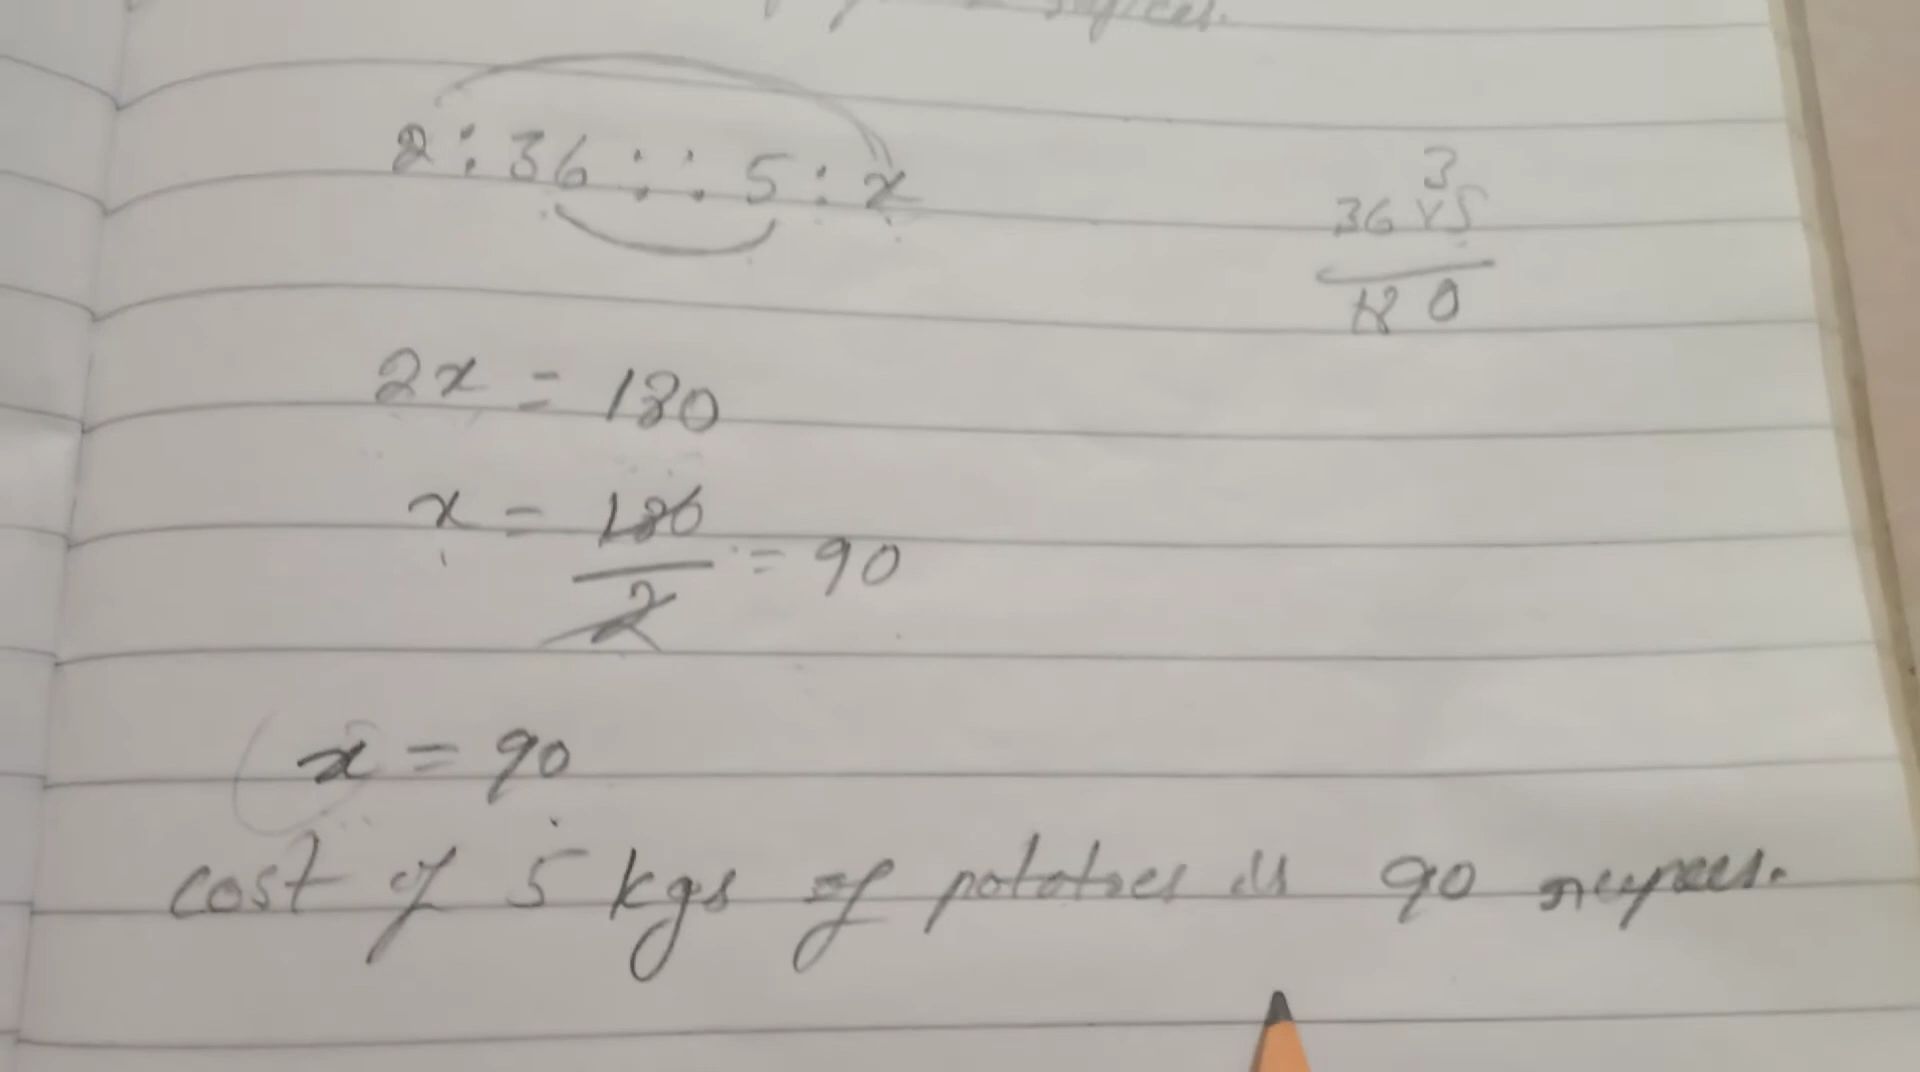 2 : 36 :: 5 : x
3
36 x 5
180
2x = 180
x = 180/2 = 90
x = 90
cost of 5 kgs of potatoes is 90 rupees.